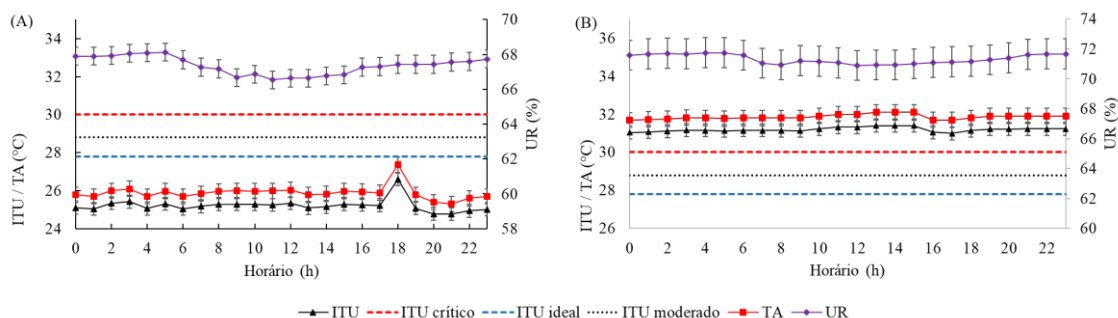 (A)
ITU / TA (°C)
34
32
30
28
26
24
70
68
66
64
62
60
58
UR (%)
0 2 4 6 8 10 12 14 16 18 20 22
Horário (h)
(B)
ITU / TA (°C)
36
34
32
30
28
26
74
72
70
68
66
64
62
60
UR (%)
0 2 4 6 8 10 12 14 16 18 20 22
Horário (h)
ITU ITU crítico ITU ideal ITU moderado TA UR